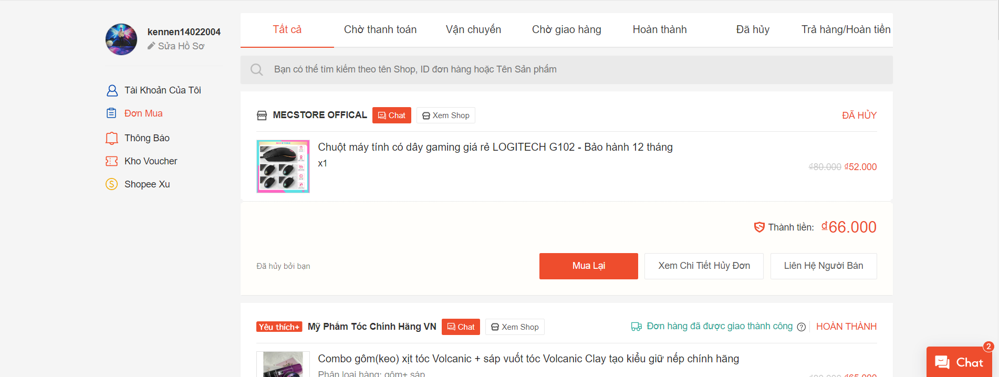 kennen14022004
Sửa Hồ Sơ
Tài Khoản Của Tôi
Đơn Mua
Thông Báo
Kho Voucher
Shopee Xu
Tất cả
Chờ thanh toán
Vận chuyển
Chờ giao hàng
Hoàn thành
Đã hủy
Trả hàng/Hoàn tiền
Bạn có thể tìm kiếm theo tên Shop, ID đơn hàng hoặc Tên Sản phẩm
MECSTORE OFFICAL Chat Xem Shop ĐÃ HỦY
MECSTORE
Chuột máy tính có dây gaming giá rẻ LOGITECH G102 - Bảo hành 12 tháng
x1
₫80.000 ₫52.000
Thành tiền: ₫66.000
Đã hủy bởi bạn
Mua Lại
Xem Chi Tiết Hủy Đơn
Liên Hệ Người Bán
Yêu thích+ Mỹ Phẩm Tóc Chính Hãng VN Chat Xem Shop Đơn hàng đã được giao thành công ? HOÀN THÀNH
Combo gôm(keo) xịt tóc Volcanic + sáp vuốt tóc Volcanic Clay tạo kiểu giữ nếp chính hãng
Phân loại hàng: gôm+ sáp
₫65.000
Chat
2